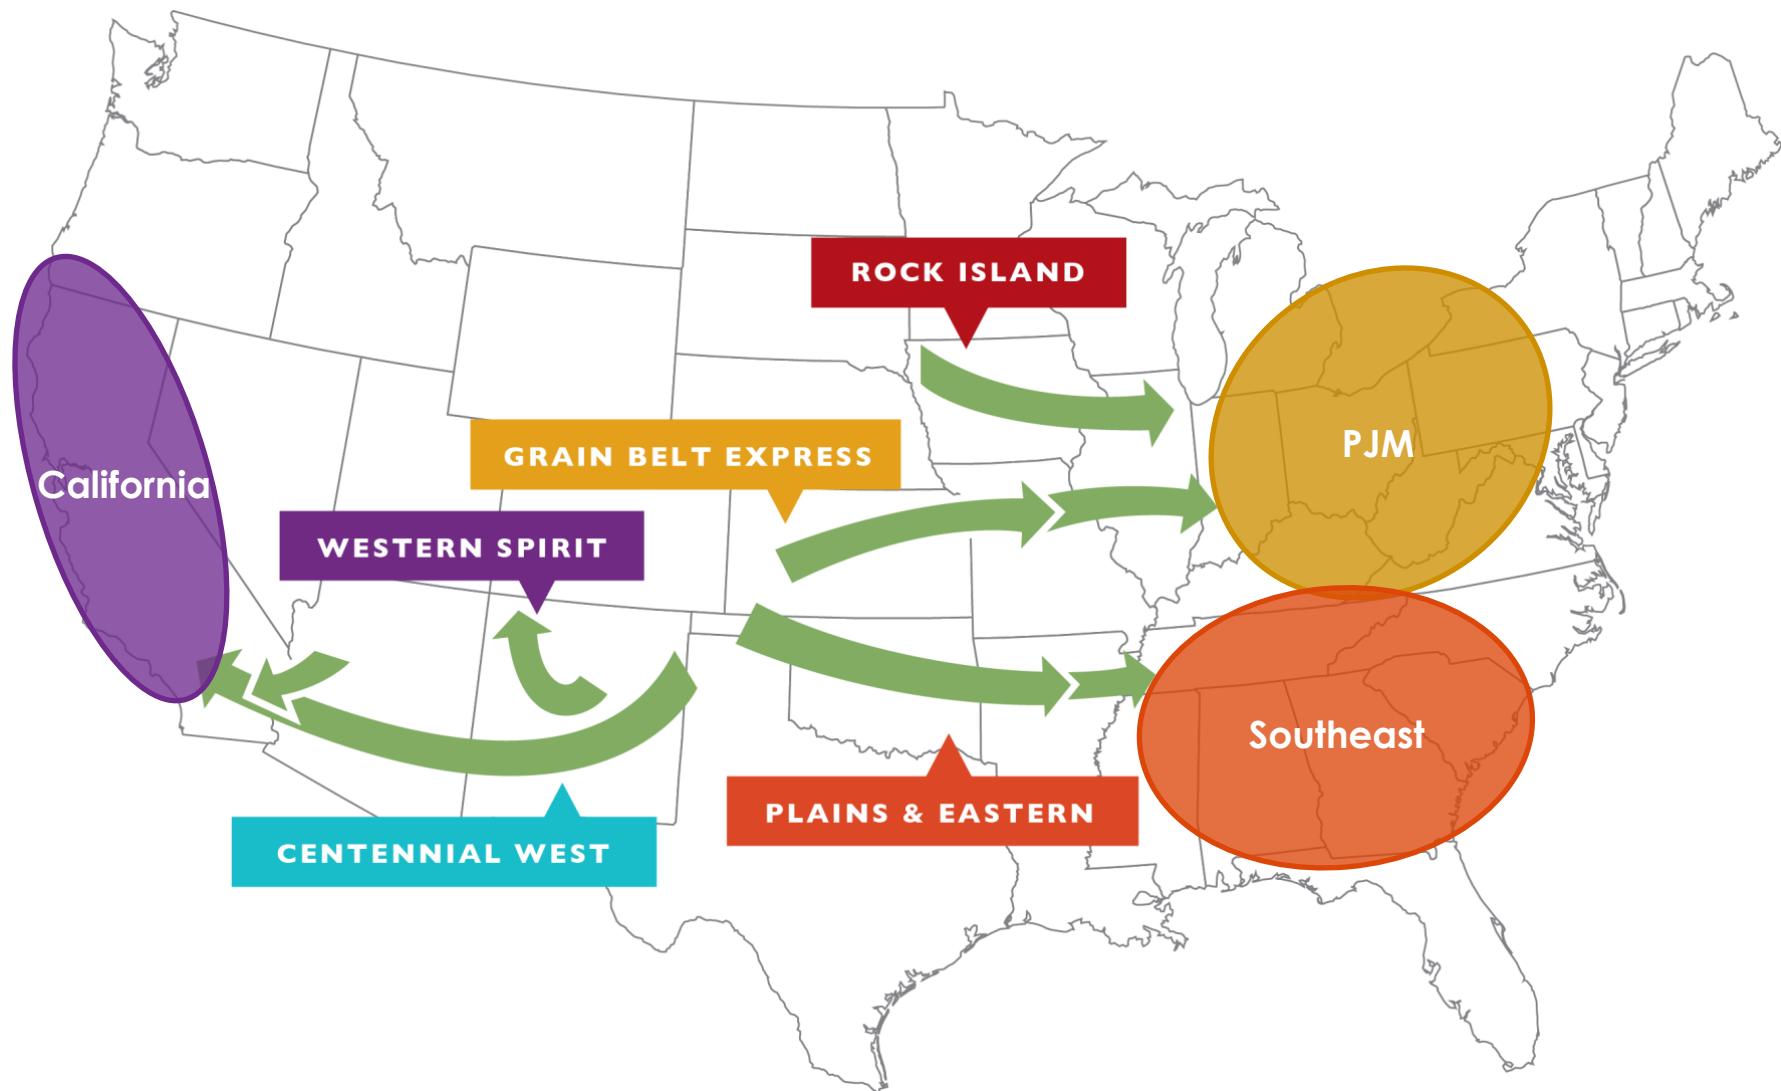 ROCK ISLAND
PJM
GRAIN BELT EXPRESS
California
WESTERN SPIRIT
Southeast
PLAINS & EASTERN
CENTENNIAL WEST